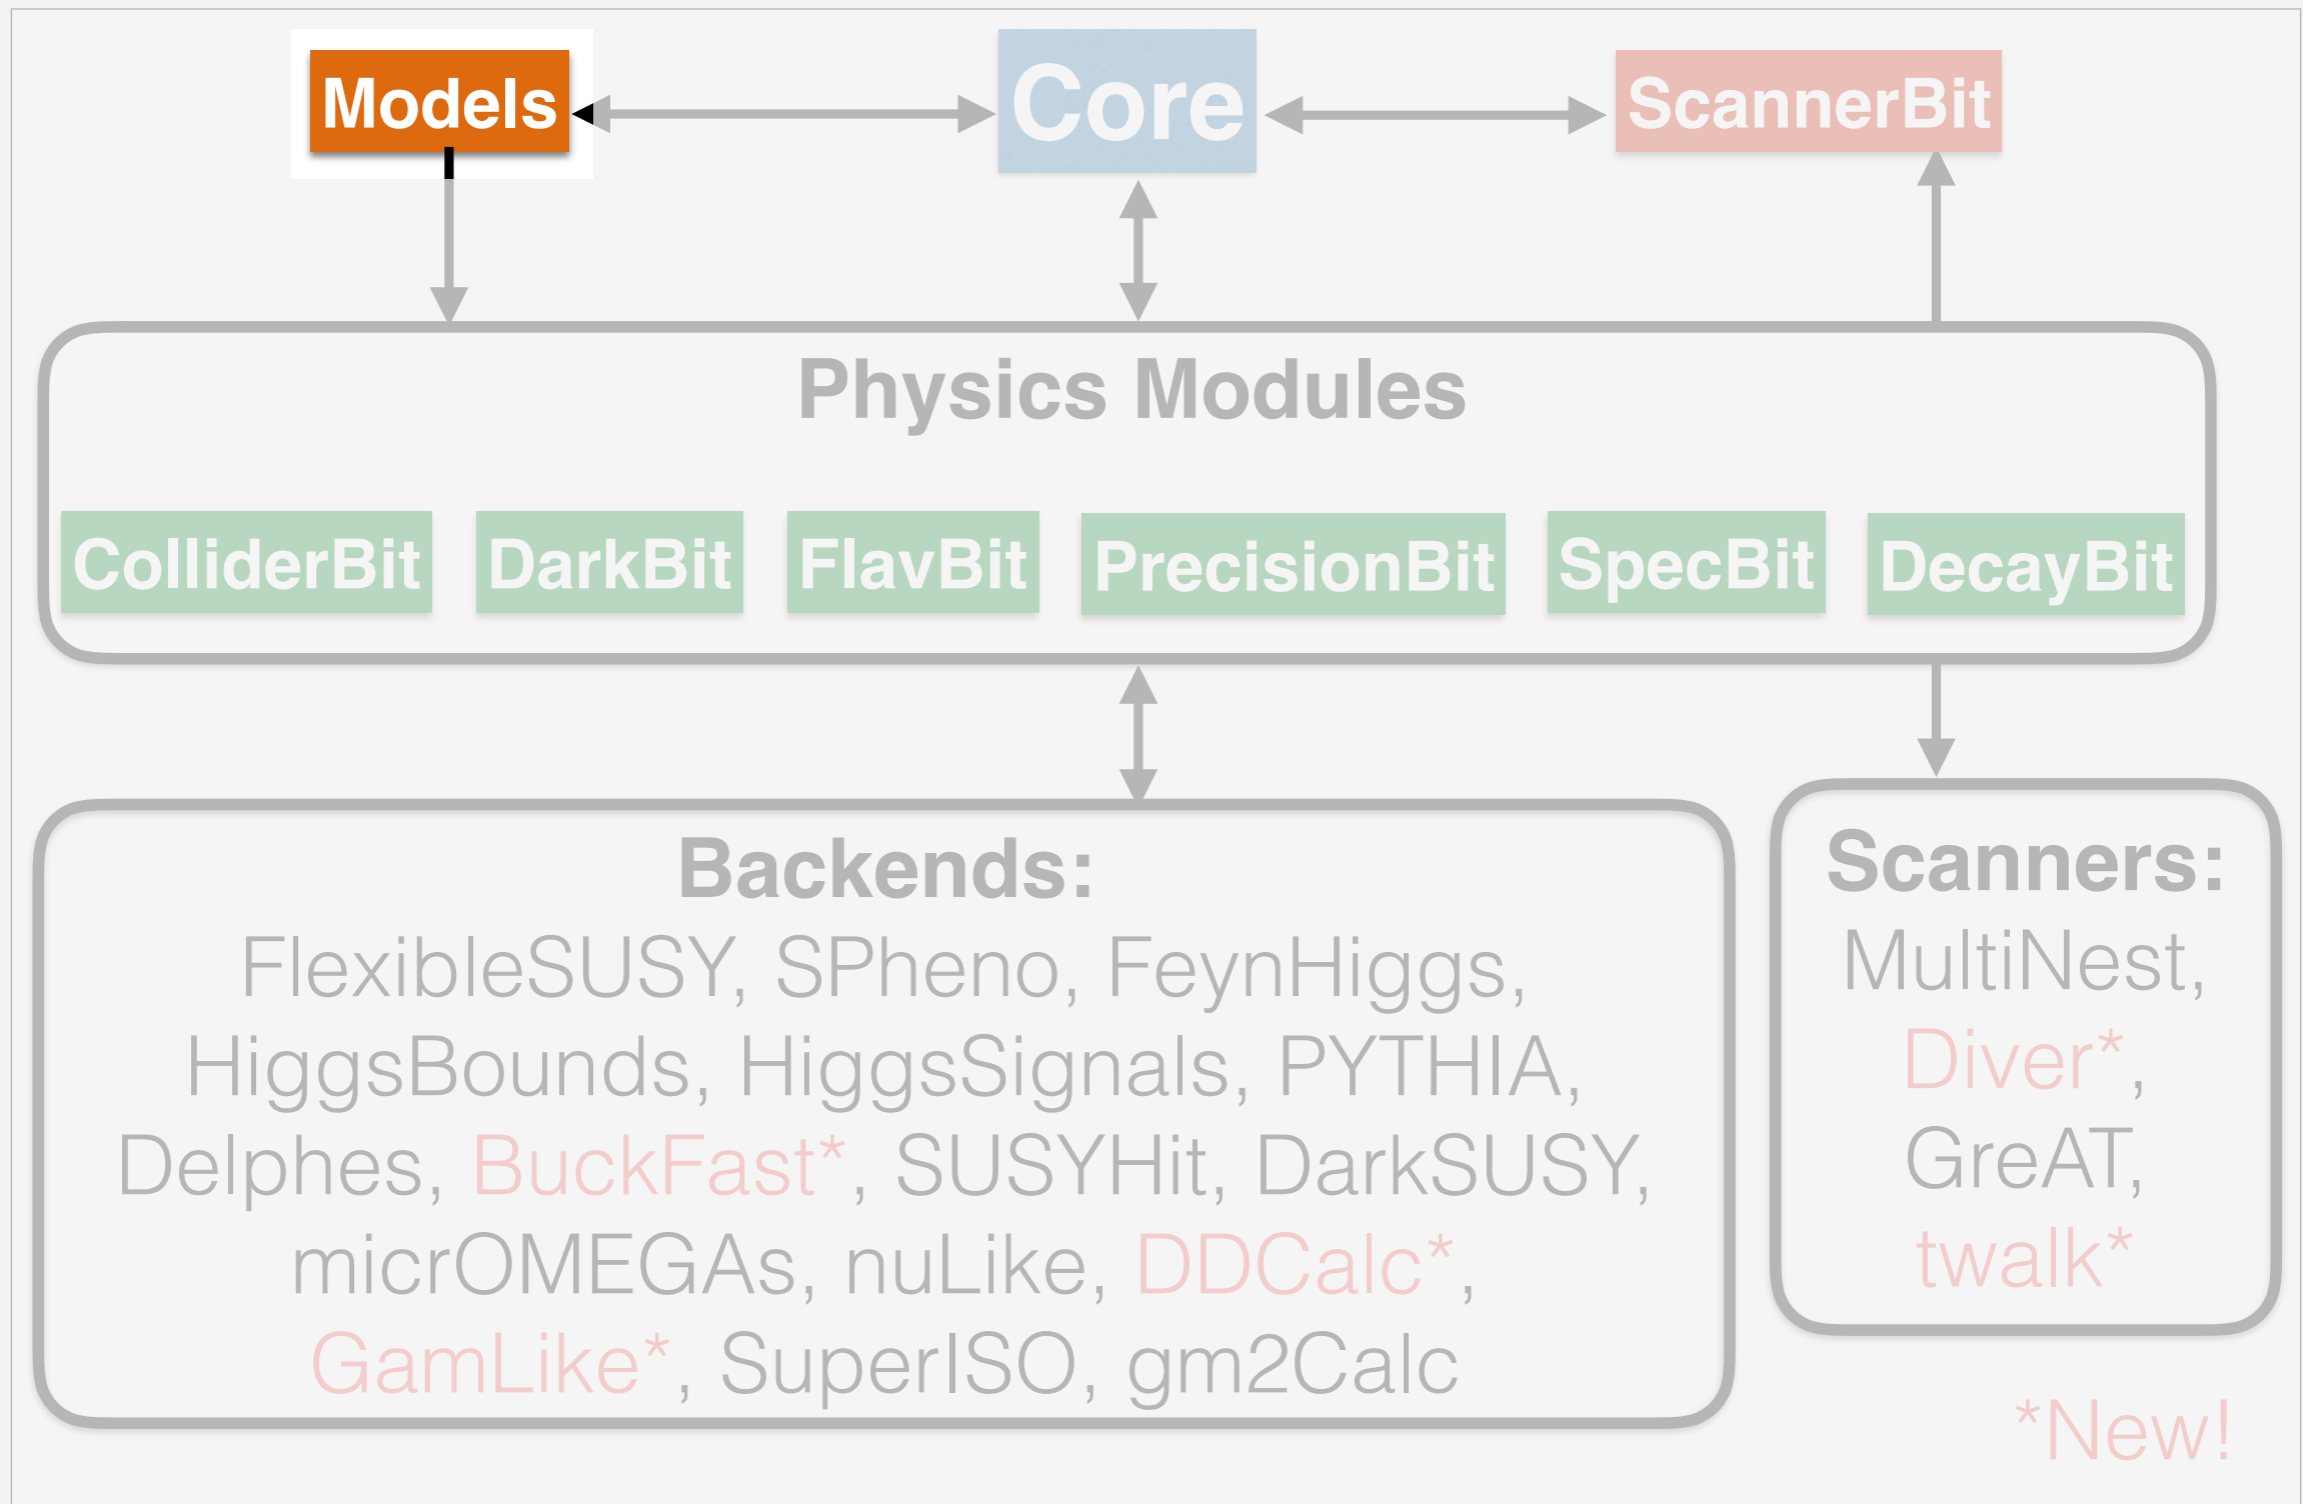 Models
Core
ScannerBit
Physics Modules
ColliderBit
DarkBit
FlavBit
PrecisionBit
SpecBit
DecayBit
Backends:
FlexibleSUSY, SPheno, FeynHiggs,
HiggsBounds, HiggsSignals, PYTHIA,
Delphes, BuckFast*, SUSYHit, DarkSUSY,
micrOMEGAs, nuLike, DDCalc*,
GamLike*, SuperISO, gm2Calc
Scanners:
MultiNest,
Diver*,
GreAT,
twalk*
*New!